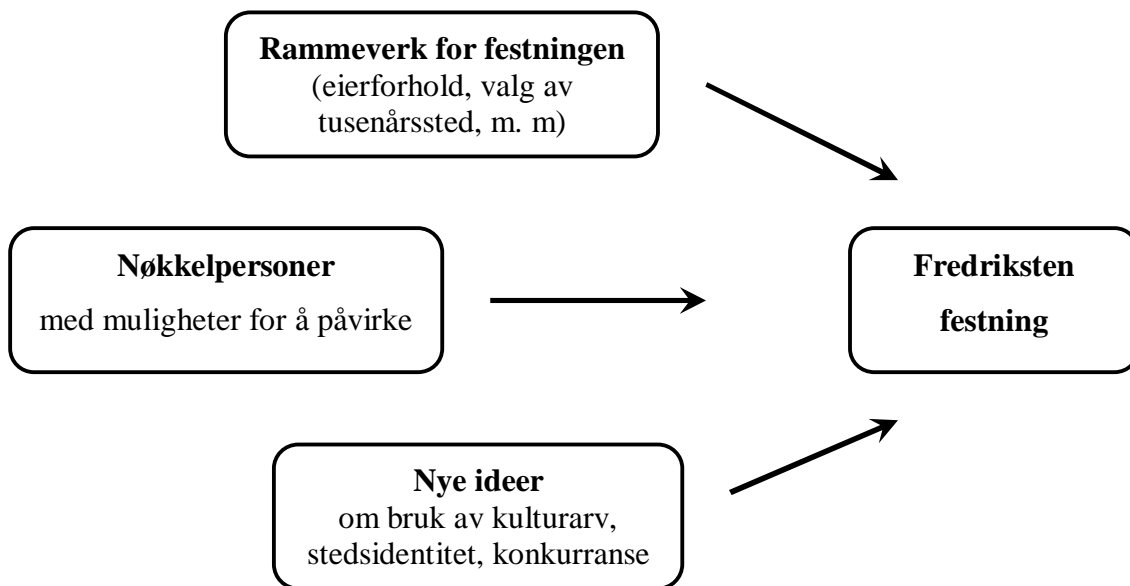 Rammeverk for festningen
(eierforhold, valg av
tusenårssted, m. m)
Nøkkelpersoner
med muligheter for å påvirke
Fredriksten
festning
Nye ideer
om bruk av kulturarv,
stedsidentitet, konkurranse